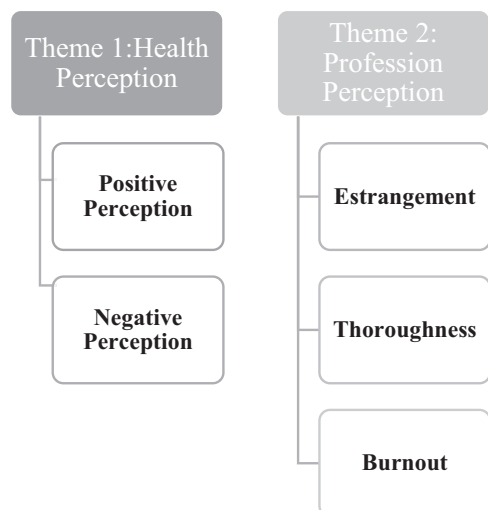 Theme 1:Health
Perception
Positive
Perception
Negative
Perception
Theme 2:
Profession
Perception
Estrangement
Thoroughness
Burnout